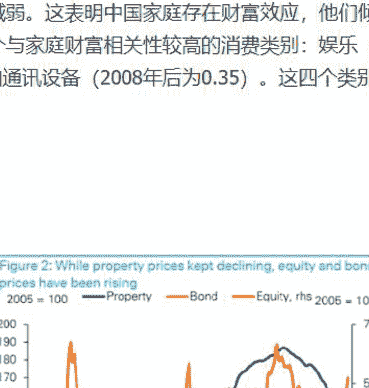 减弱。这表明中国家庭存在财富效应，他们
个与家庭财富相关性较高的消费类别：娱乐
通讯设备（2008年后为0.35）。这四个类别
Figure 2: While property prices kept declining, equity and bon
prices have been rising
2005 = 100 Property Bond Equity, rhs 2005 = 10
200
190
180
170